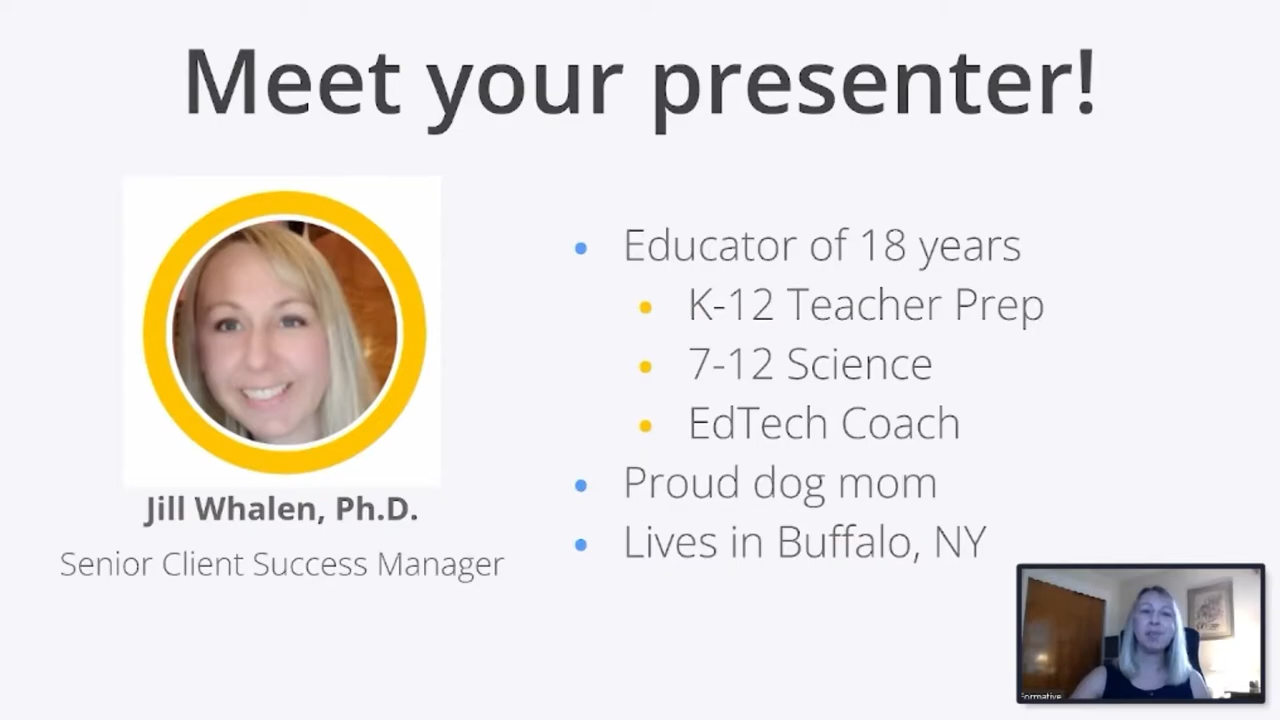 Meet your presenter!
Educator of 18 years
K-12 Teacher Prep
7-12 Science
EdTech Coach
Proud dog mom
Lives in Buffalo, NY
Jill Whalen, Ph.D.
Senior Client Success Manager
Formative